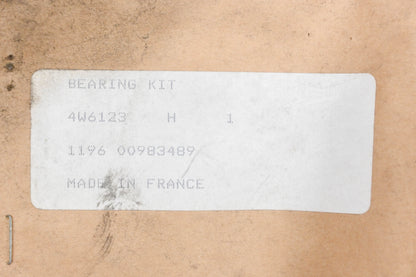 BEARING KIT
4W6123 H 1
1196 00983489
MADE IN FRANCE